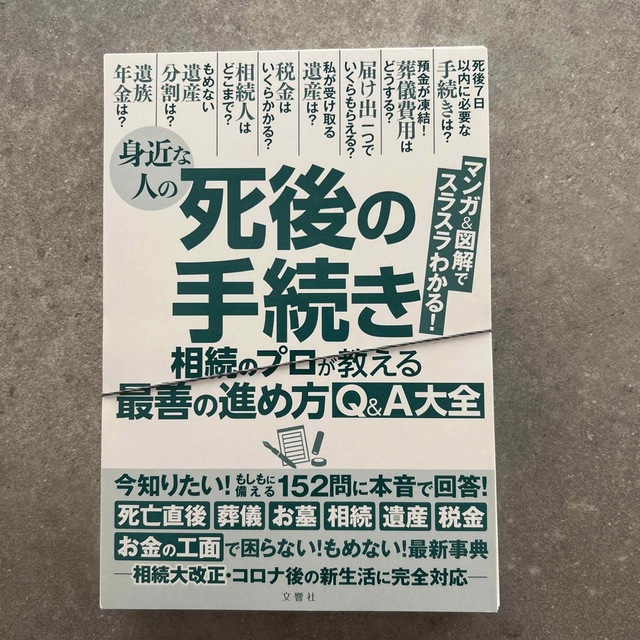 死後7日
以内に必要な
手続きは?
預金が凍結!
葬儀費用は
どうする?
届け出一つで
いくらもらえる?
私が受け取る
遺産は?
税金は
いくらかかる?
相続人は
どこまで?
もめない
遺産
分割は?
遺族
年金は?
身近な
人の
死後の
手続き
マンガ&図解で
スラスラわかる!
相続のプロが教える
最善の進め方Q&A大全
今知りたい!もしもに備える152問に本音で回答!
死亡直後 葬儀 お墓 相続 遺産 税金
お金の工面で困らない!もめない!最新事典
―相続大改正・コロナ後の新生活に完全対応―
文響社